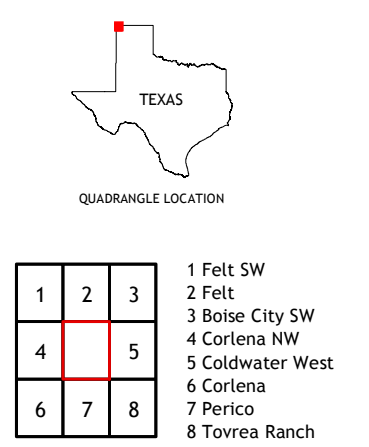 TEXAS
QUADRANGLE LOCATION
1 2 3
4 5
6 7 8
1 Felt SW
2 Felt
3 Boise City SW
4 Corlena NW
5 Coldwater West
6 Corlena
7 Perico
8 Tovrea Ranch